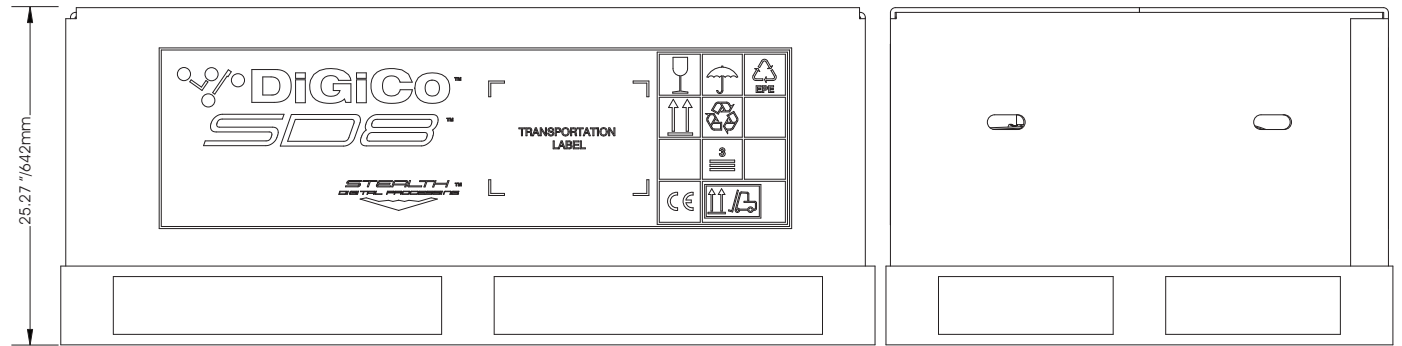 25.27 "/642mm
DiGiCo™
SD8™
STEALTH™
DIGITAL PROCESSING
TRANSPORTATION
LABEL
EPE
3
CE